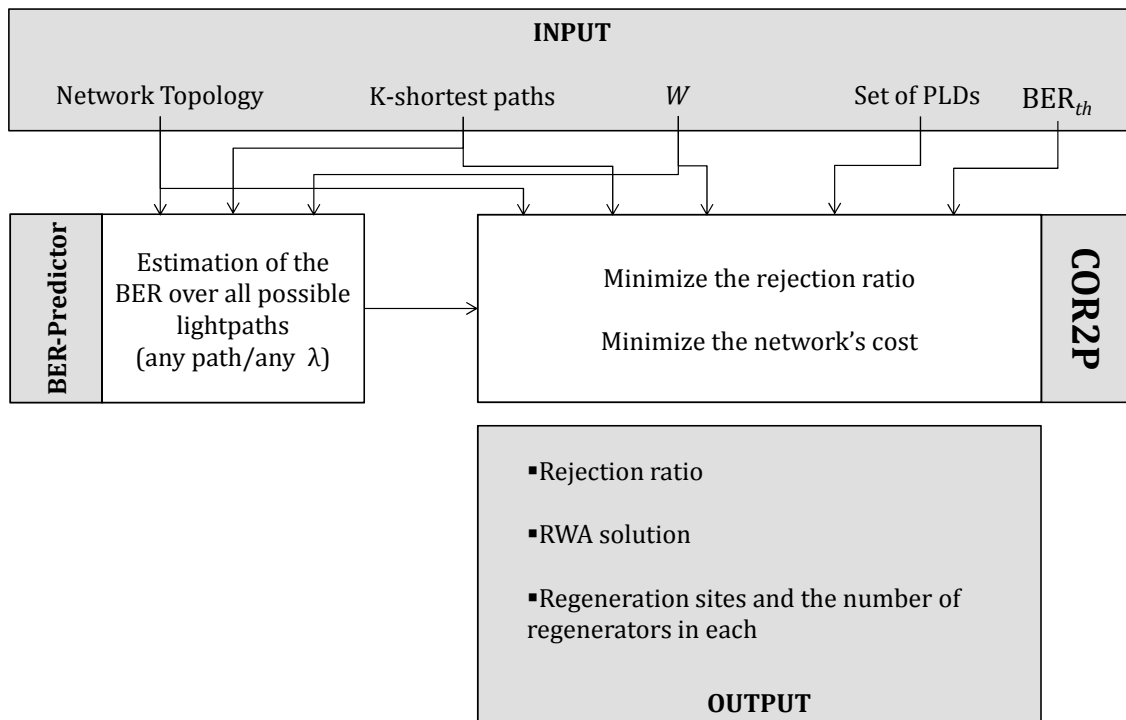 INPUT
Network Topology
K-shortest paths
W
Set of PLDs
BERth
BER-Predictor
Estimation of the
BER over all possible
lightpaths
(any path/any λ)
Minimize the rejection ratio
Minimize the network's cost
COR2P
▪Rejection ratio
▪RWA solution
▪Regeneration sites and the number of
regenerators in each
OUTPUT